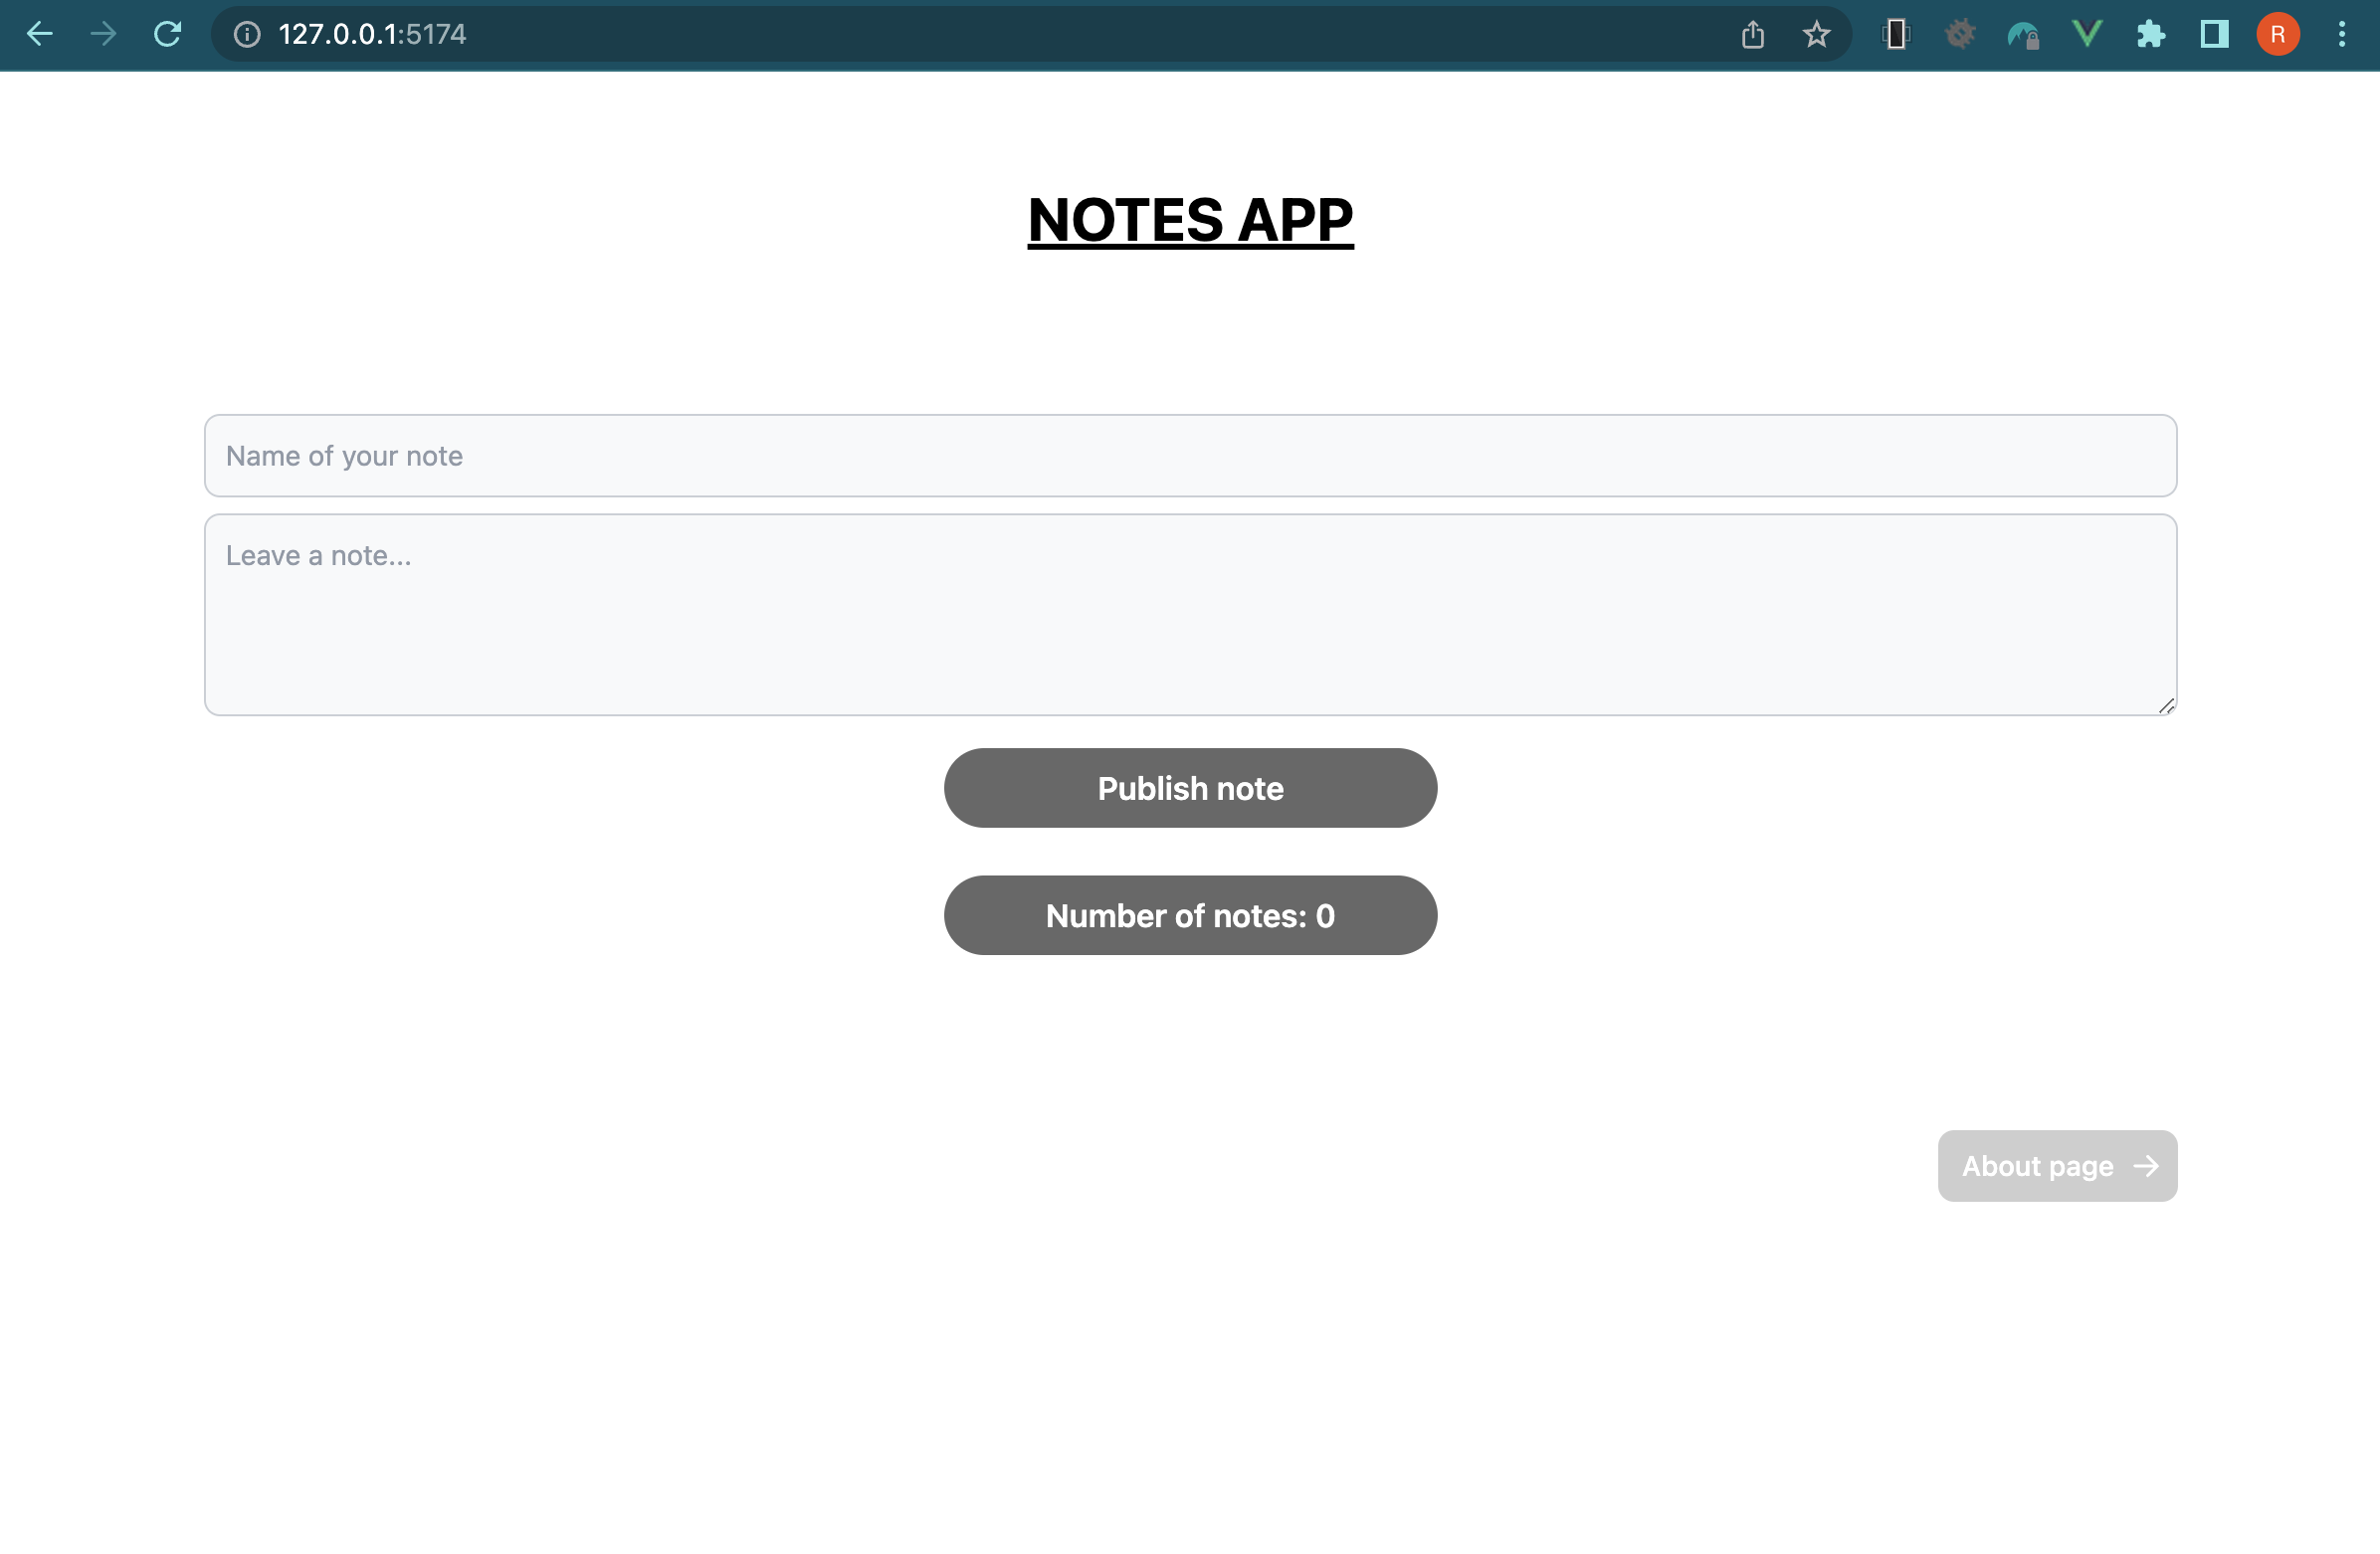 127.0.0.1:5174
R
NOTES APP
Name of your note
Leave a note...
Publish note
Number of notes: 0
About page